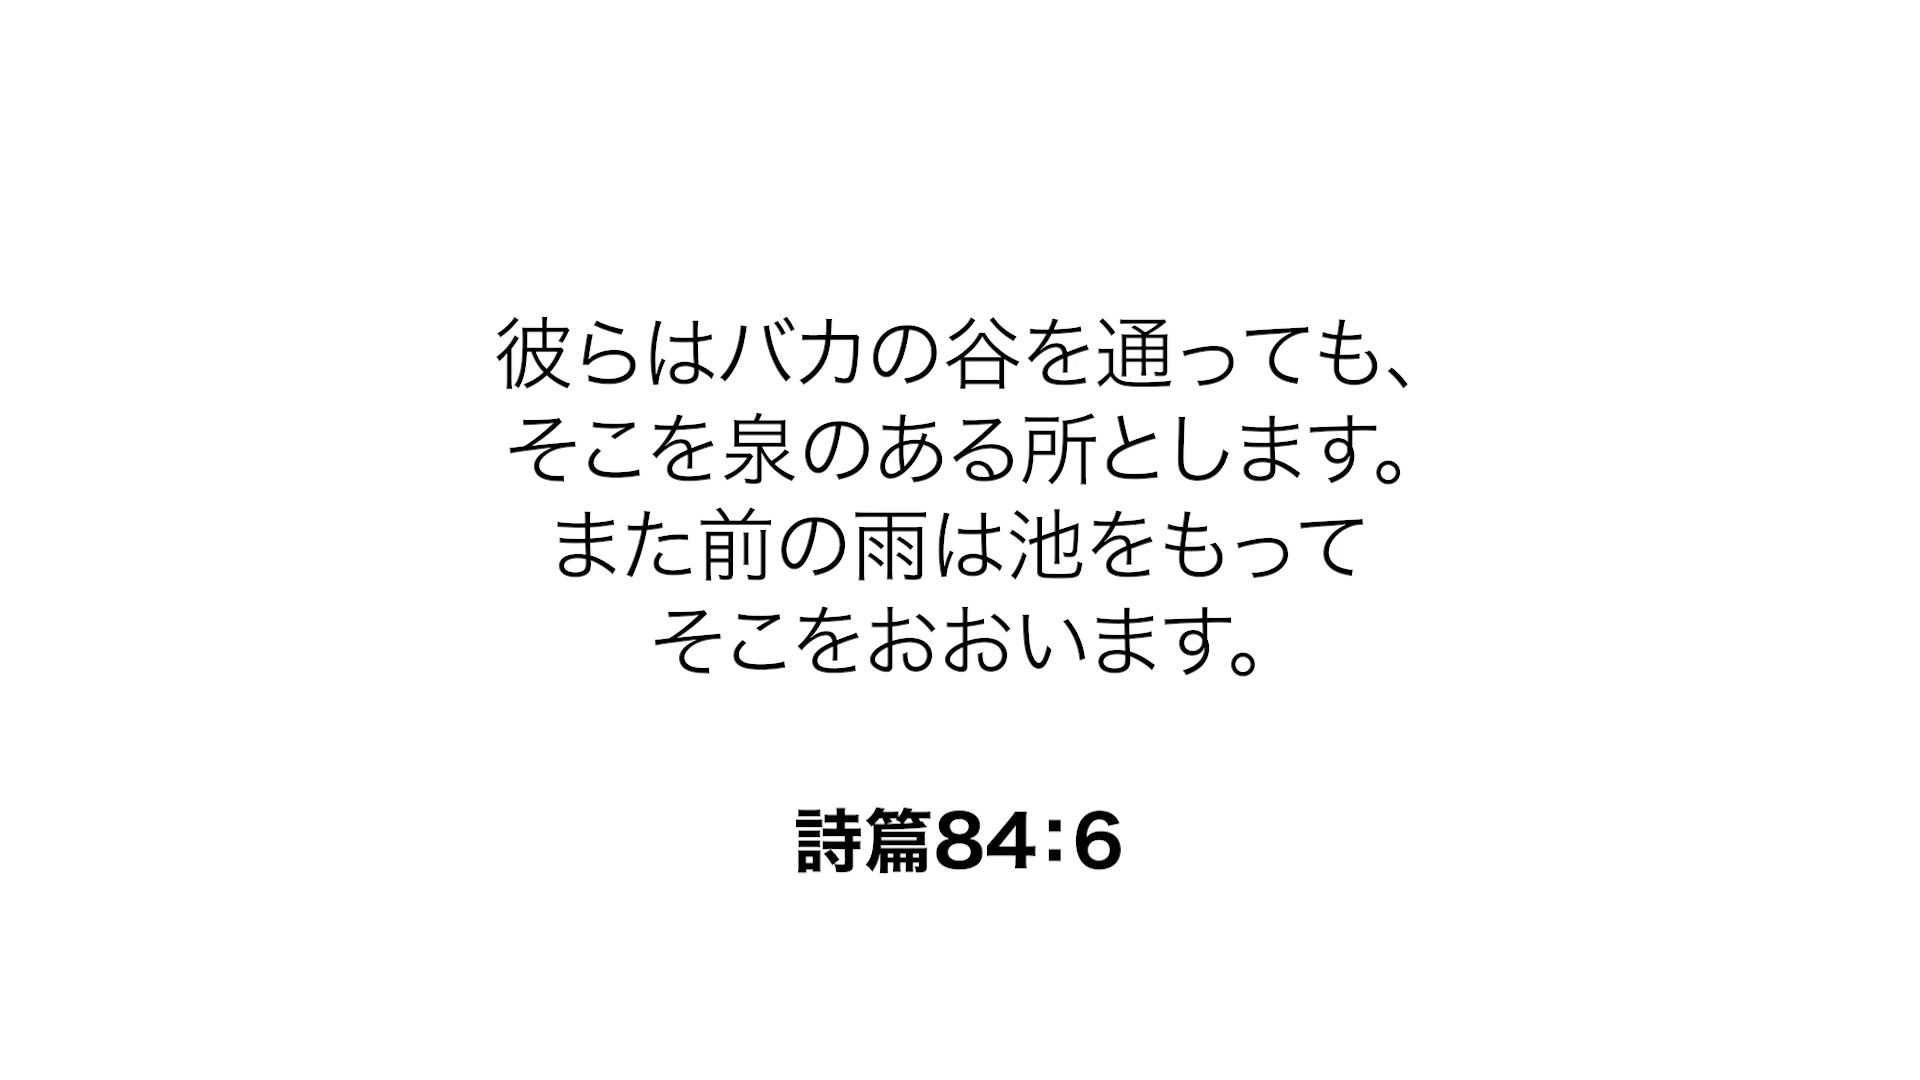 彼らはバカの谷を通っても、
そこを泉のある所とします。
また前の雨は池をもって
そこをおおいます。
詩篇84:6